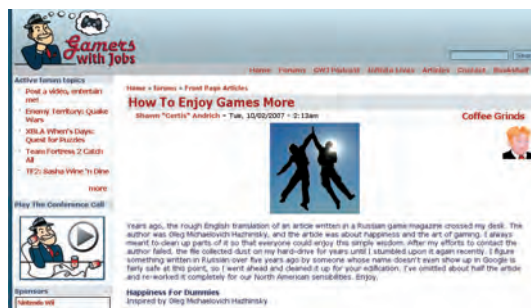 Gamers
with Jobs
Home Forums GWJ Podcast Articles Contact Bookshelf
Active forum topics
Post a video, entertain
me!
Enemy Territory: Quake
Wars
XBLA When's Days:
Quest for Puzzles
Team Fortress 2 Catch
All
TF2: Sasha Wine 'n Dine
more
Play The Conference Call
Sponsors
Nintendo Wii
Home » forums » Front Page Articles
How To Enjoy Games More
Shawn "Certis" Andrich - Tue, 10/02/2007 - 2:13am
Coffee Grinds
Years ago, the rough English translation of an article written in a Russian game magazine crossed my desk. The
author was Oleg Michaelovich Hazhinsky, and the article was about happiness and the art of gaming. I always
meant to clean up parts of it so that everyone could enjoy this simple wisdom. After my efforts to contact the author
failed, the file collected dust on my hard-drive for years until I stumbled upon it again recently. I figure
something written in Russian over five years ago by someone whose name doesn't even show up in Google is
fairly safe at this point, so I went ahead and cleaned it up for your edification. I've omitted about half the article
and re-worked it completely for our North American sensibilities. Enjoy.
Happiness For Dummies
Inspired by Oleg Michaelovich Hazhinsky